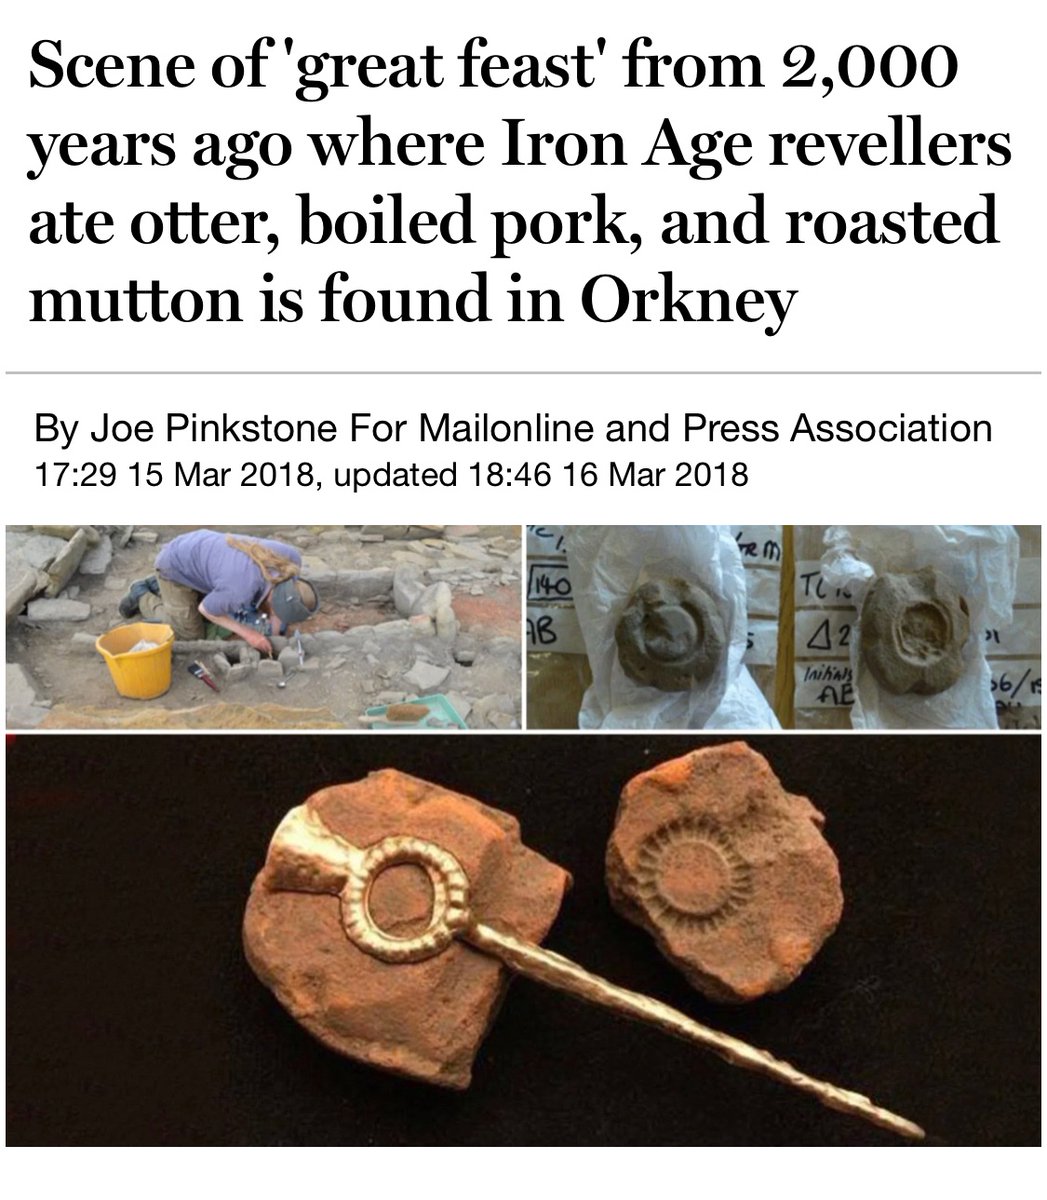 Scene of 'great feast' from 2,000
years ago where Iron Age revellers
ate otter, boiled pork, and roasted
mutton is found in Orkney
By Joe Pinkstone For Mailonline and Press Association
17:29 15 Mar 2018, updated 18:46 16 Mar 2018
140
AB
TC
Δ2
Initials
AB